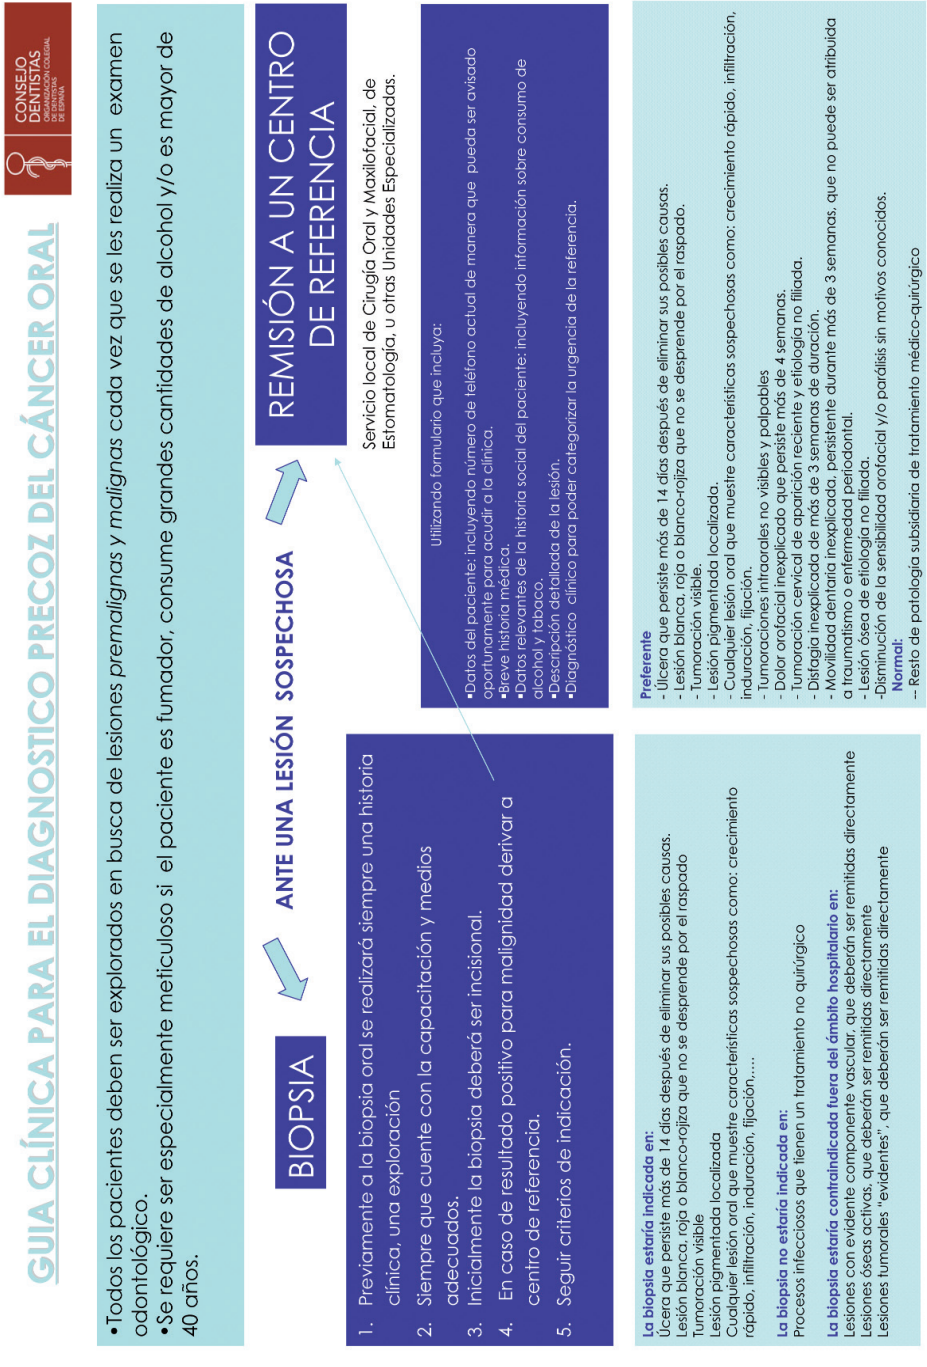 GUIA CLÍNICA PARA EL DIAGNOSTICO PRECOZ DEL CÁNCER ORAL
CONSEJO
DENTISTAS
ORGANIZACIÓN COLEGIAL
DE DENTISTAS
DE ESPAÑA
•Todos los pacientes deben ser explorados en busca de lesiones premalignas y malignas cada vez que se les realiza un examen
odontológico.
•Se requiere ser especialmente meticuloso si el paciente es fumador, consume grandes cantidades de alcohol y/o es mayor de
40 años.
ANTE UNA LESIÓN SOSPECHOSA
BIOPSIA
1. Previamente a la biopsia oral se realizará siempre una historia
clínica, una exploración
2. Siempre que cuente con la capacitación y medios
adecuados.
3. Inicialmente la biopsia deberá ser incisional.
4. En caso de resultado positivo para malignidad derivar a
centro de referencia.
5. Seguir criterios de indicación.
La biopsia estaría indicada en:
Úcera que persiste más de 14 días después de eliminar sus posibles causas.
Lesión blanca, roja o blanco-rojiza que no se desprende por el raspado
Tumoración visible
Lesión pigmentada localizada
Cualquier lesión oral que muestre características sospechosas como: crecimiento
rápido, infiltración, induración, fijación,…
La biopsia no estaría indicada en:
Procesos infecciosos que tienen un tratamiento no quirúrgico
La biopsia estaría contraindicada fuera del ámbito hospitalario en:
Lesiones con evidente componente vascular, que deberán ser remitidas directamente
Lesiones óseas activas, que deberán ser remitidas directamente
Lesiones tumorales “evidentes”, que deberán ser remitidas directamente
REMISIÓN A UN CENTRO
DE REFERENCIA
Servicio local de Cirugía Oral y Maxilofacial, de
Estomatología, u otras Unidades Especializadas.
Utilizando formulario que incluya:
▪Datos del paciente: incluyendo número de teléfono actual de manera que pueda ser avisado
oportunamente para acudir a la clínica.
▪Breve historia médica.
▪Datos relevantes de la historia social del paciente: incluyendo información sobre consumo de
alcohol y tabaco.
▪Descripción detallada de la lesión.
▪Diagnóstico clínico para poder categorizar la urgencia de la referencia.
Preferente
- Úlcera que persiste más de 14 días después de eliminar sus posibles causas.
- Lesión blanca, roja o blanco-rojiza que no se desprende por el raspado.
- Tumoración visible.
- Lesión pigmentada localizada.
- Cualquier lesión oral que muestre características sospechosas como: crecimiento rápido, infiltración,
induración, fijación.
- Tumoraciones intraorales no visibles y palpables
- Dolor orofacial inexplicado que persiste más de 4 semanas.
- Tumoración cervical de aparición reciente y etiología no filiada.
- Disfagia inexplicada de más de 3 semanas de duración.
- Movilidad dentaria inexplicada, persistente durante más de 3 semanas, que no puede ser atribuida
a traumatismo o enfermedad periodontal.
- Lesión ósea de etiología no filiada.
-Disminución de la sensibilidad orofacial y/o parálisis sin motivos conocidos.
Normal:
-- Resto de patología subsidiaria de tratamiento médico-quirúrgico